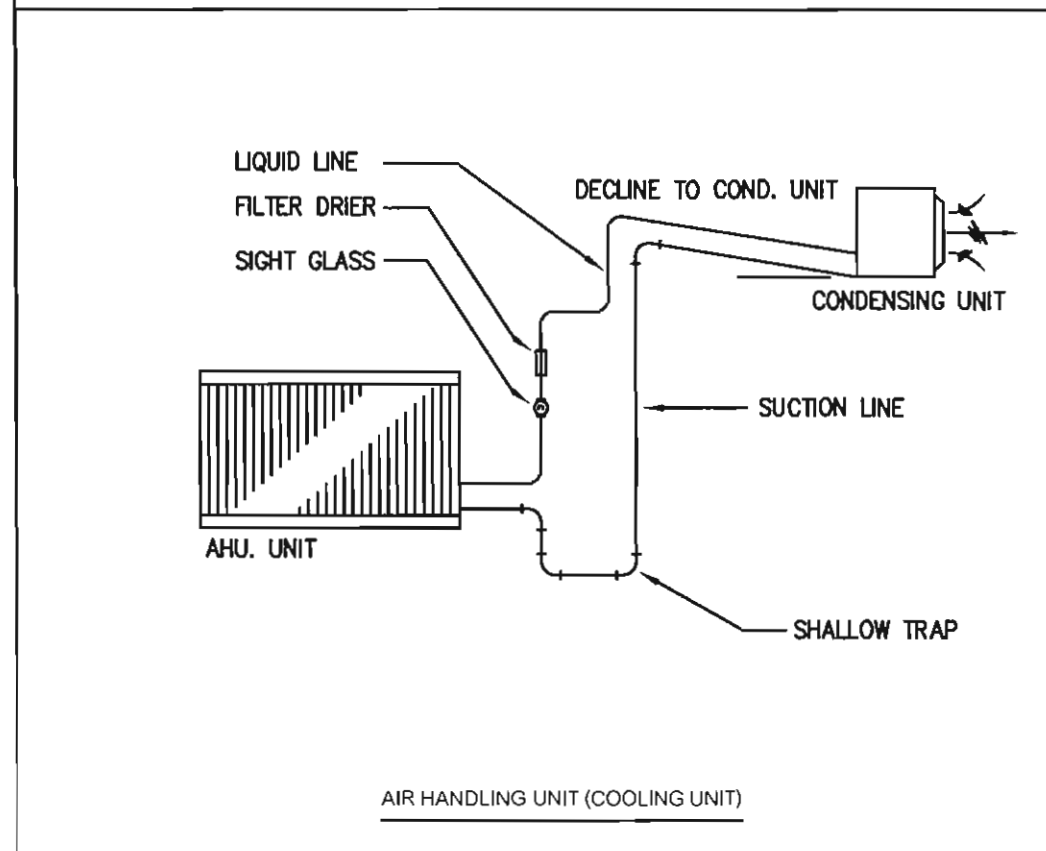 LIQUID LINE
FILTER DRIER
SIGHT GLASS
DECLINE TO COND. UNIT
CONDENSING UNIT
SUCTION LINE
AHU. UNIT
SHALLOW TRAP
AIR HANDLING UNIT (COOLING UNIT)